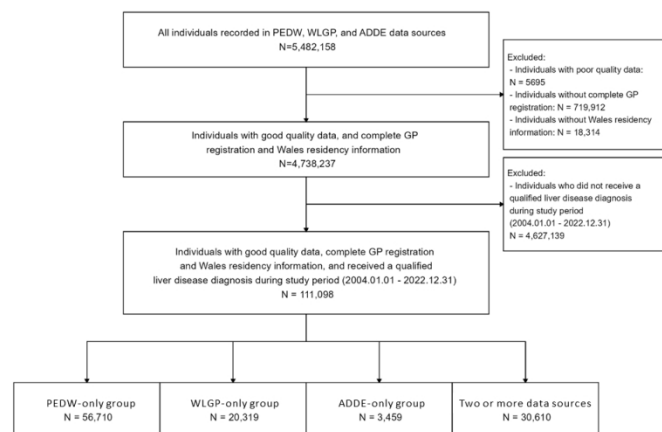 All individuals recorded in PEDW, WLGP, and ADDE data sources
N=5,482,158
Excluded:
- Individuals with poor quality data:
N = 5695
- Individuals without complete GP
registration: N = 719,912
- Individuals without Wales residency
information: N = 18,314
Individuals with good quality data, and complete GP
registration and Wales residency information
N=4,738,237
Excluded:
- Individuals who did not receive a
qualified liver disease diagnosis
during study period
(2004.01.01 - 2022.12.31)
N = 4,627,139
Individuals with good quality data, complete GP registration
and Wales residency information, and received a qualified
liver disease diagnosis during study period (2004.01.01 - 2022.12.31)
N = 111,098
PEDW-only group
N = 56,710
WLGP-only group
N = 20,319
ADDE-only group
N = 3,459
Two or more data sources
N = 30,610